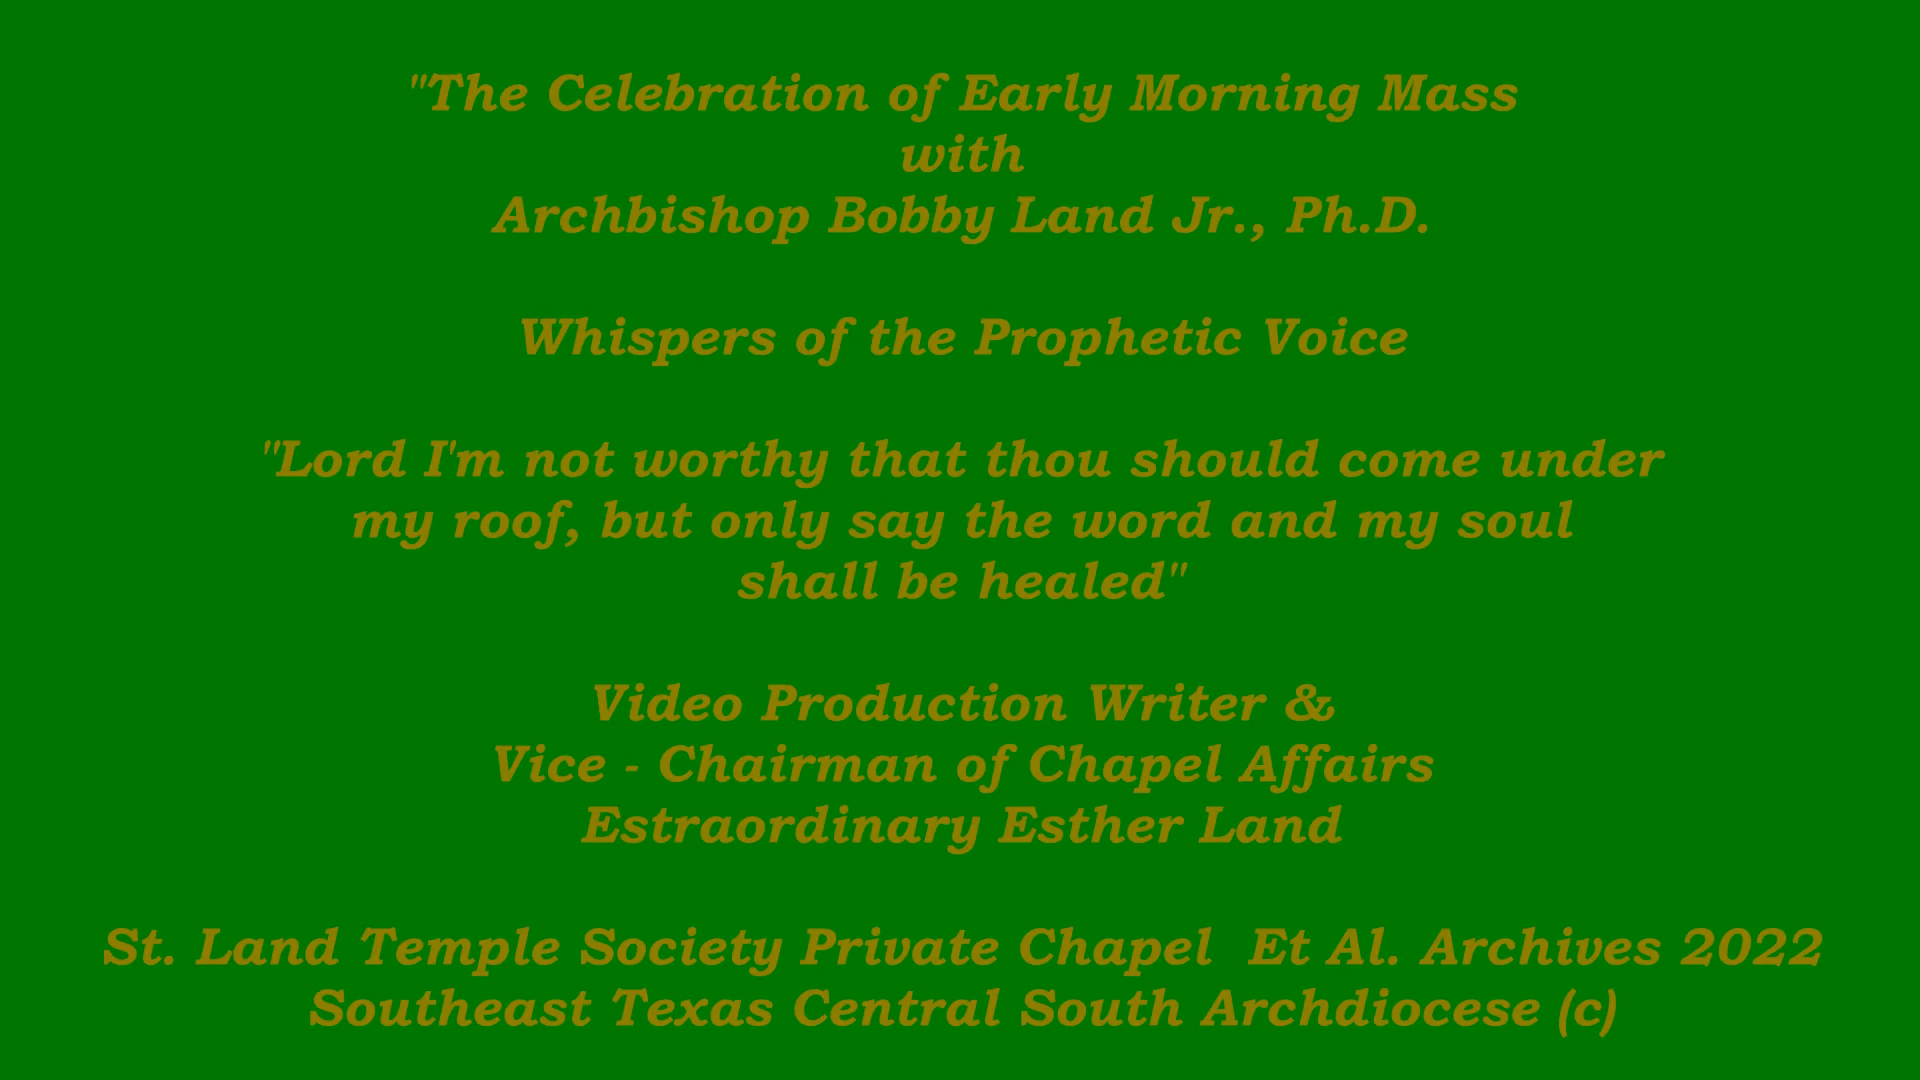 "The Celebration of Early Morning Mass
with
Archbishop Bobby Land Jr., Ph.D.
Whispers of the Prophetic Voice
"Lord I'm not worthy that thou should come under
my roof, but only say the word and my soul
shall be healed"
Video Production Writer &
Vice - Chairman of Chapel Affairs
Estraordinary Esther Land
St. Land Temple Society Private Chapel  Et Al. Archives 2022
Southeast Texas Central South Archdiocese (c)